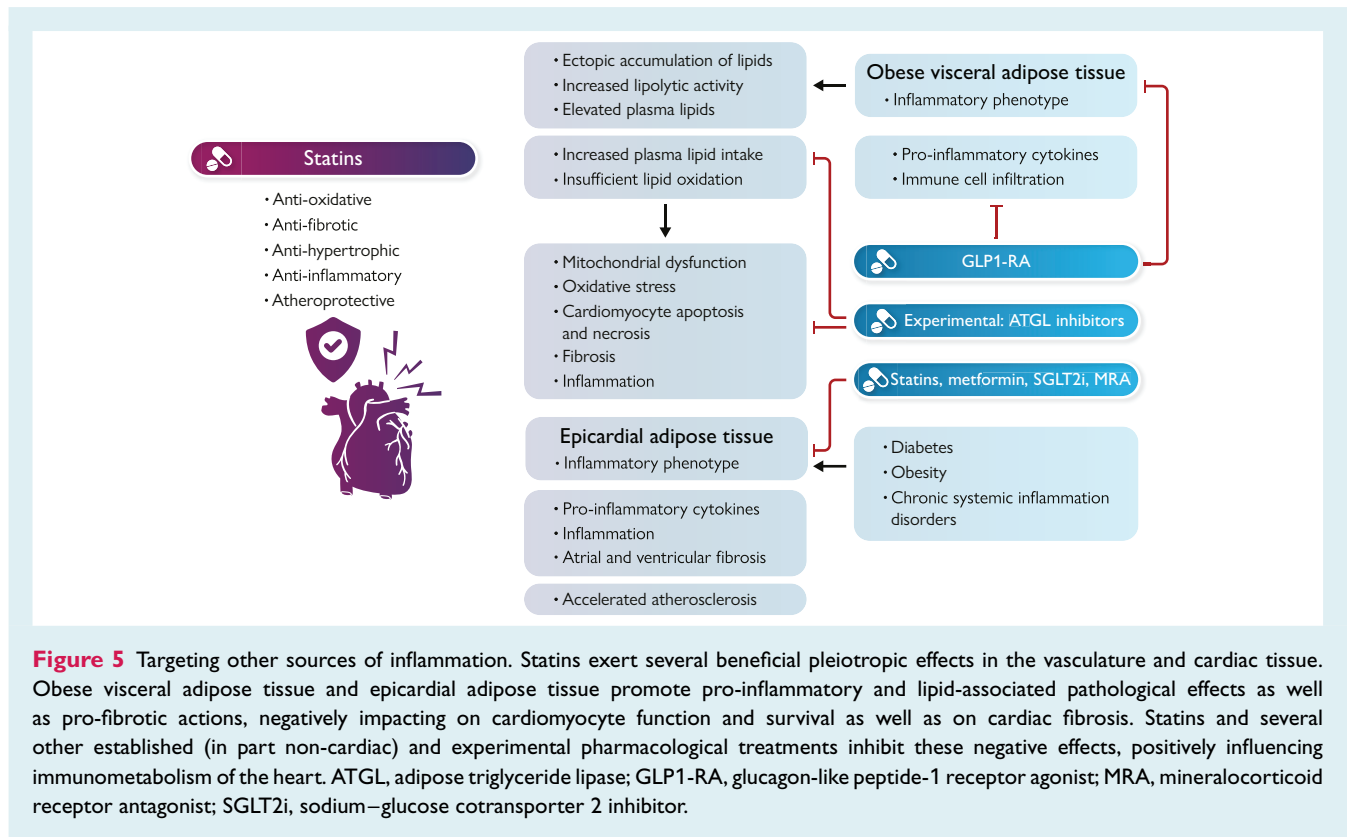 Statins
• Anti-oxidative
• Anti-fibrotic
• Anti-hypertrophic
• Anti-inflammatory
• Atheroprotective
• Ectopic accumulation of lipids
• Increased lipolytic activity
• Elevated plasma lipids
• Increased plasma lipid intake
• Insufficient lipid oxidation
• Mitochondrial dysfunction
• Oxidative stress
• Cardiomyocyte apoptosis
and necrosis
• Fibrosis
• Inflammation
Epicardial adipose tissue
• Inflammatory phenotype
• Pro-inflammatory cytokines
• Inflammation
• Atrial and ventricular fibrosis
• Accelerated atherosclerosis
Obese visceral adipose tissue
• Inflammatory phenotype
• Pro-inflammatory cytokines
• Immune cell infiltration
GLP1-RA
Experimental: ATGL inhibitors
Statins, metformin, SGLT2i, MRA
• Diabetes
• Obesity
• Chronic systemic inflammation
disorders
Figure 5 Targeting other sources of inflammation. Statins exert several beneficial pleiotropic effects in the vasculature and cardiac tissue.
Obese visceral adipose tissue and epicardial adipose tissue promote pro-inflammatory and lipid-associated pathological effects as well
as pro-fibrotic actions, negatively impacting on cardiomyocyte function and survival as well as on cardiac fibrosis. Statins and several
other established (in part non-cardiac) and experimental pharmacological treatments inhibit these negative effects, positively influencing
immunometabolism of the heart. ATGL, adipose triglyceride lipase; GLP1-RA, glucagon-like peptide-1 receptor agonist; MRA, mineralocorticoid
receptor antagonist; SGLT2i, sodium–glucose cotransporter 2 inhibitor.